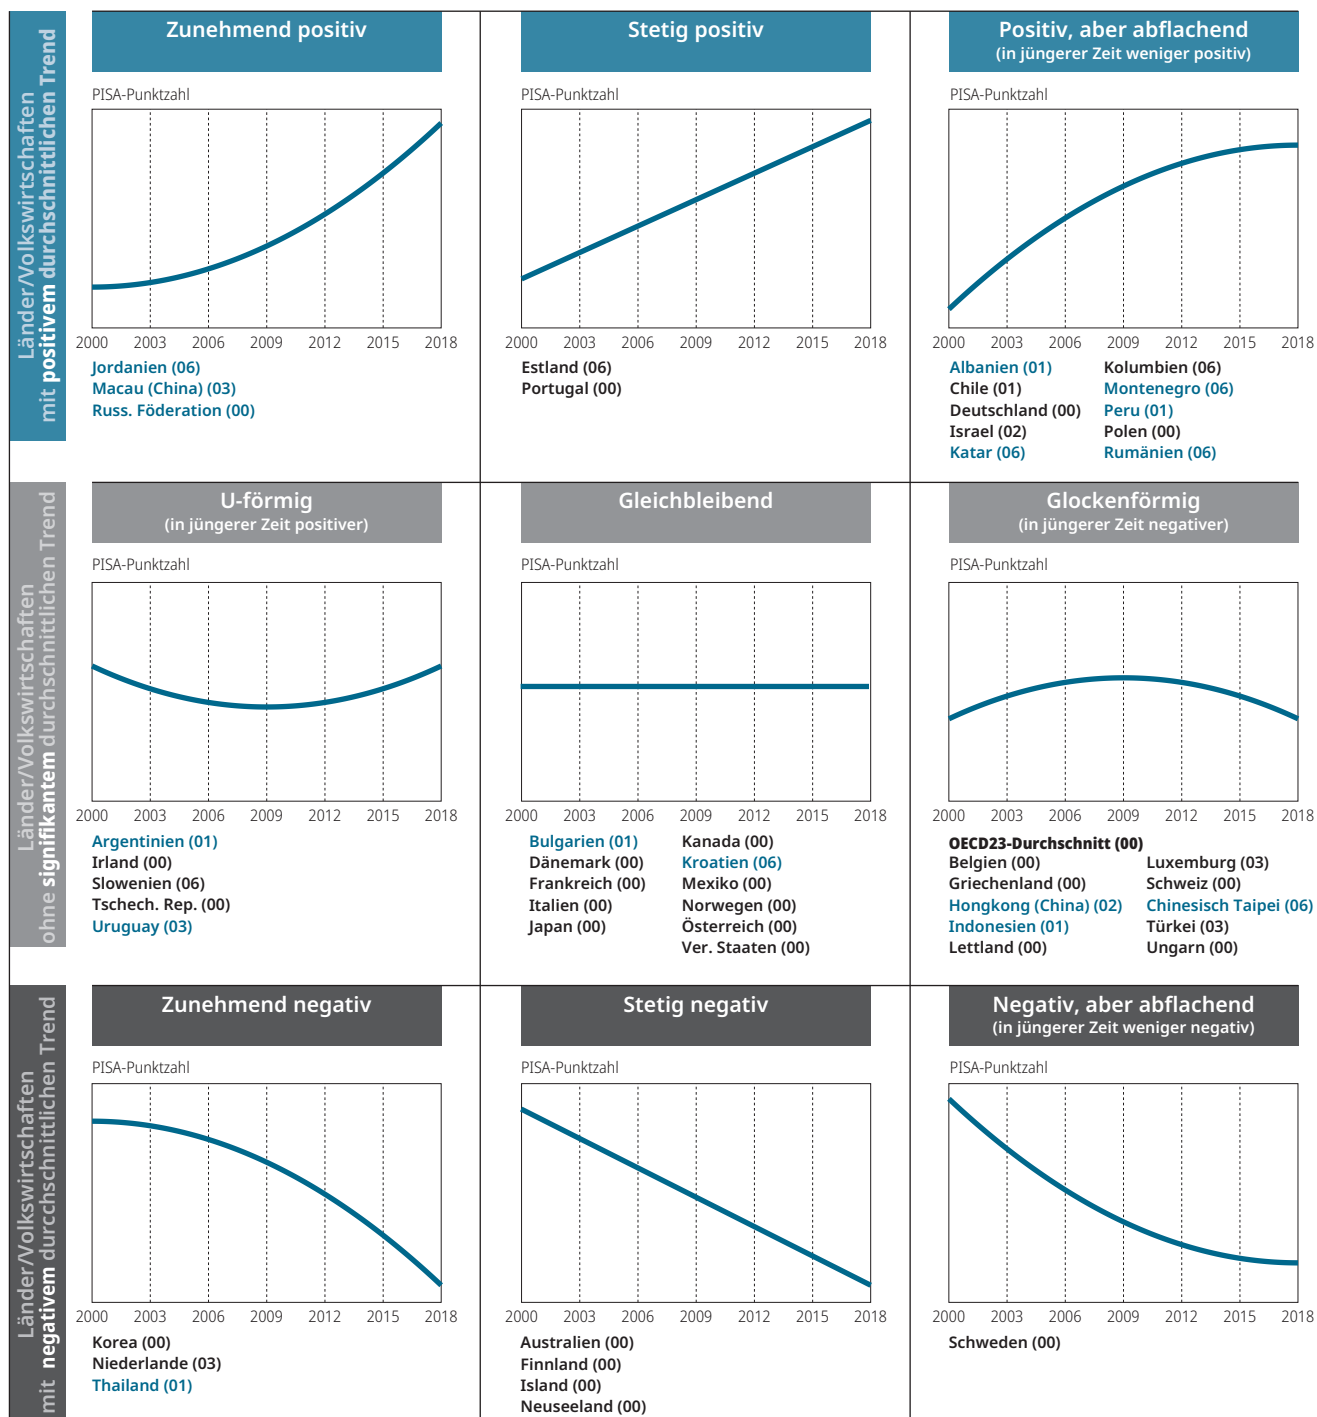 Länder/Volkswirtschaften
mit positivem durchschnittlichen Trend
Zunehmend positiv
PISA-Punktzahl
2000 2003 2006 2009 2012 2015 2018
Jordanien (06)
Macau (China) (03)
Russ. Föderation (00)
Stetig positiv
PISA-Punktzahl
2000 2003 2006 2009 2012 2015 2018
Estland (06)
Portugal (00)
Positiv, aber abflachend
(in jüngerer Zeit weniger positiv)
PISA-Punktzahl
2000 2003 2006 2009 2012 2015 2018
Albanien (01)
Chile (01)
Deutschland (00)
Israel (02)
Katar (06)
Kolumbien (06)
Montenegro (06)
Peru (01)
Polen (00)
Rumänien (06)
Länder/Volkswirtschaften
ohne signifikantem durchschnittlichen Trend
U-förmig
(in jüngerer Zeit positiver)
PISA-Punktzahl
2000 2003 2006 2009 2012 2015 2018
Argentinien (01)
Irland (00)
Slowenien (06)
Tschech. Rep. (00)
Uruguay (03)
Gleichbleibend
PISA-Punktzahl
2000 2003 2006 2009 2012 2015 2018
Bulgarien (01)
Dänemark (00)
Frankreich (00)
Italien (00)
Japan (00)
Kanada (00)
Kroatien (06)
Mexiko (00)
Norwegen (00)
Österreich (00)
Ver. Staaten (00)
Glockenförmig
(in jüngerer Zeit negativer)
PISA-Punktzahl
2000 2003 2006 2009 2012 2015 2018
OECD23-Durchschnitt (00)
Belgien (00)
Griechenland (00)
Hongkong (China) (02)
Indonesien (01)
Lettland (00)
Luxemburg (03)
Schweiz (00)
Chinesisch Taipei (06)
Türkei (03)
Ungarn (00)
Länder/Volkswirtschaften
mit negativem durcchschnittlichen Trend
Zunehmend negativ
PISA-Punktzahl
2000 2003 2006 2009 2012 2015 2018
Korea (00)
Niederlande (03)
Thailand (01)
Stetig negativ
PISA-Punktzahl
2000 2003 2006 2009 2012 2015 2018
Australien (00)
Finnland (00)
Island (00)
Neuseeland (00)
Negativ, aber abflachend
(in jüngerer Zeit weniger negativ)
PISA-Punktzahl
2000 2003 2006 2009 2012 2015 2018
Schweden (00)